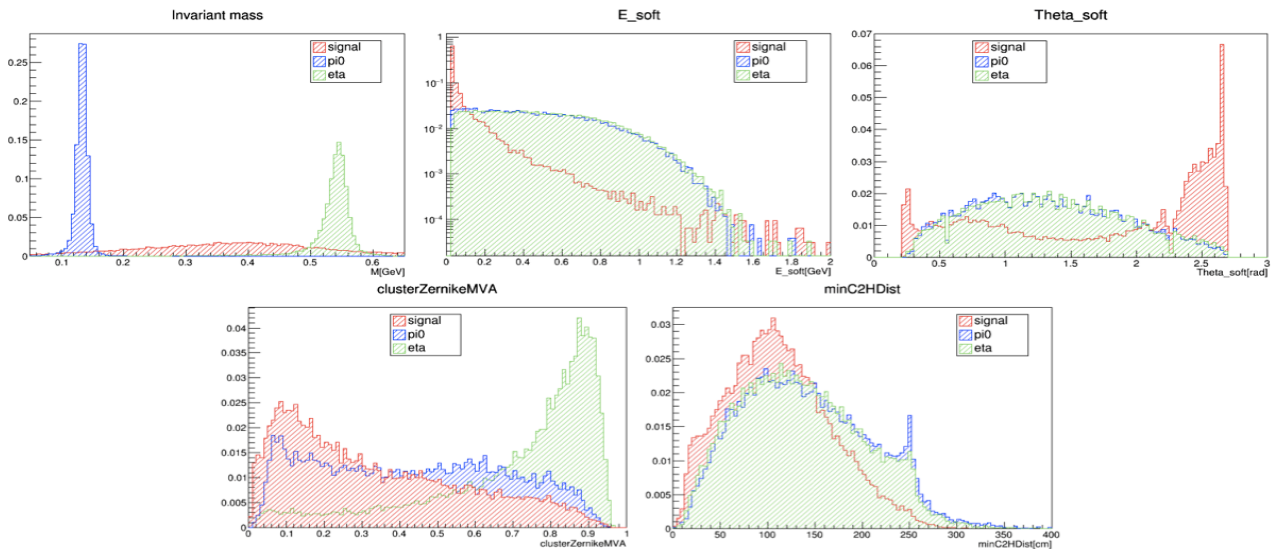 Invariant mass
signal
pi0
eta
0.25
0.2
0.15
0.1
0.05
0
0.1 0.2 0.3 0.4 0.5 0.6
M[GeV]
E_soft
signal
pi0
eta
1
10⁻¹
10⁻²
10⁻³
10⁻⁴
0 0.2 0.4 0.6 0.8 1 1.2 1.4 1.6 1.8 2
E_soft[GeV]
Theta_soft
signal
pi0
eta
0.07
0.06
0.05
0.04
0.03
0.02
0.01
0
0 0.5 1 1.5 2 2.5 3
Theta_soft[rad]
clusterZernikeMVA
signal
pi0
eta
0.04
0.035
0.03
0.025
0.02
0.015
0.01
0.005
0
0 0.1 0.2 0.3 0.4 0.5 0.6 0.7 0.8 0.9 1
clusterZernikeMVA
minC2HDist
signal
pi0
eta
0.03
0.025
0.02
0.015
0.01
0.005
0
0 50 100 150 200 250 300 350 400
minC2HDist[cm]